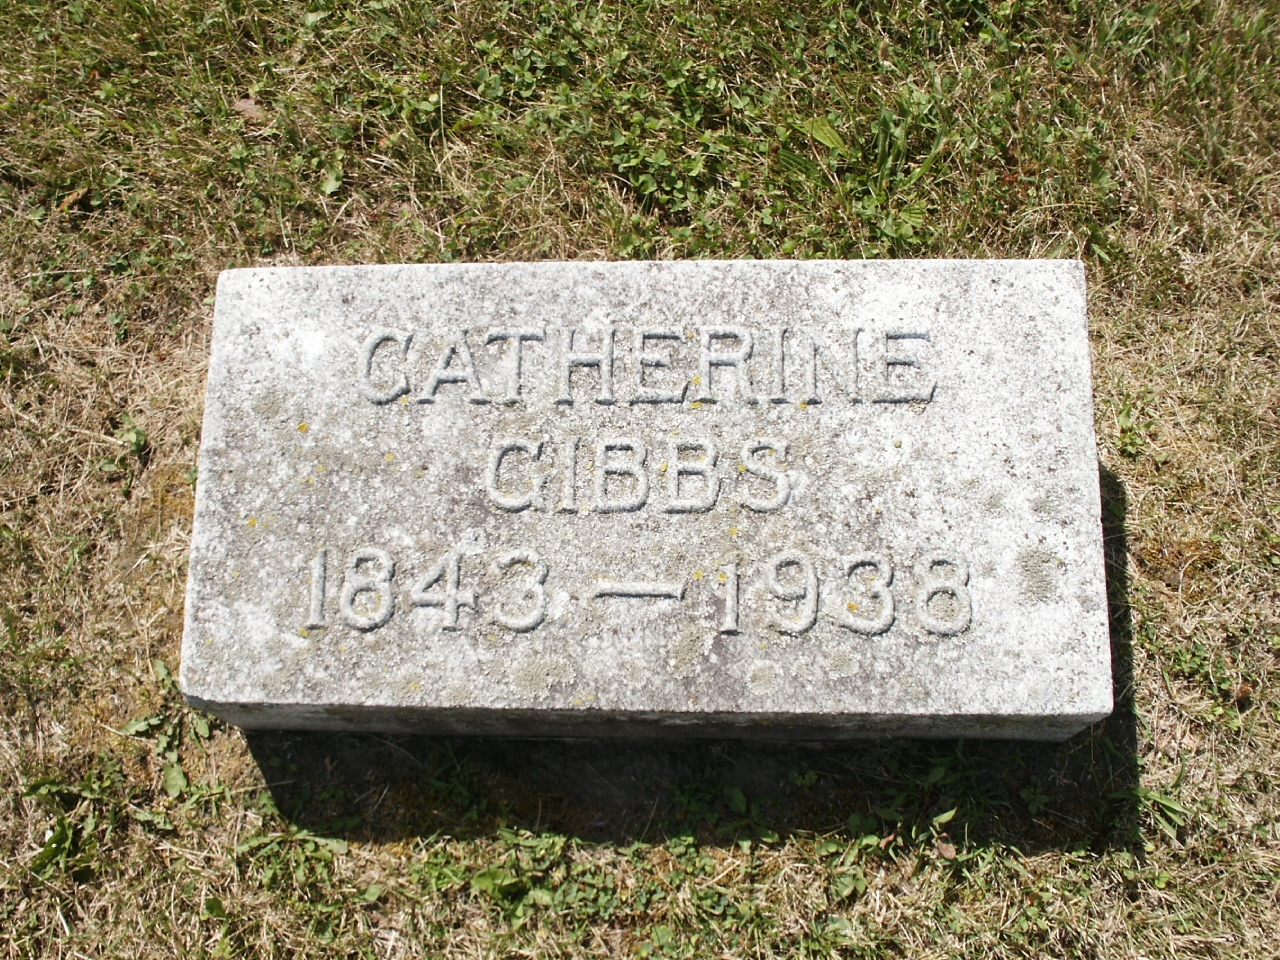 CATHERINE
GIBBS
1843 — 1938